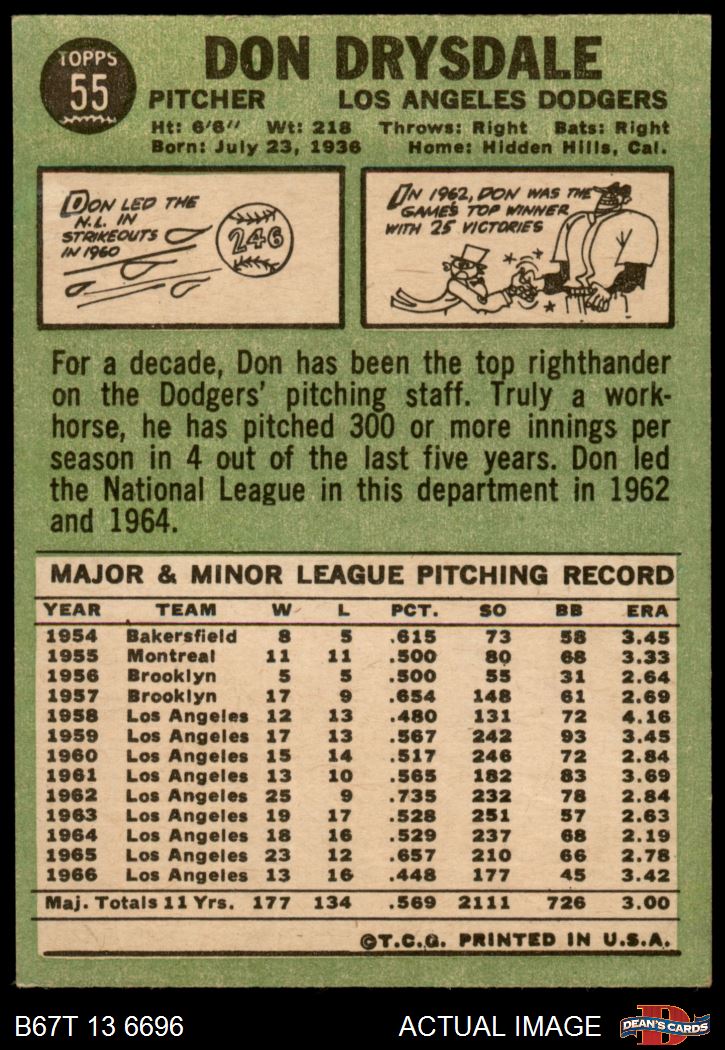 TOPPS
55
DON DRYSDALE
PITCHER LOS ANGELES DODGERS
Ht: 6'6" Wt: 218 Throws: Right Bats: Right
Born: July 23, 1936 Home: Hidden Hills, Cal.
DON LED THE
N.L. IN
STRIKEOUTS
IN 1960
246
IN 1962, DON WAS THE
GAME'S TOP WINNER
WITH 25 VICTORIES
For a decade, Don has been the top righthander
on the Dodgers' pitching staff. Truly a work-
horse, he has pitched 300 or more innings per
season in 4 out of the last five years. Don led
the National League in this department in 1962
and 1964.
MAJOR & MINOR LEAGUE PITCHING RECORD
YEAR TEAM W L PCT. SO BB ERA
1954 Bakersfield 8 5 .615 73 58 3.45
1955 Montreal 11 11 .500 80 68 3.33
1956 Brooklyn 5 5 .500 55 31 2.64
1957 Brooklyn 17 9 .654 148 61 2.69
1958 Los Angeles 12 13 .480 131 72 4.16
1959 Los Angeles 17 13 .567 242 93 3.45
1960 Los Angeles 15 14 .517 246 72 2.84
1961 Los Angeles 13 10 .565 182 83 3.69
1962 Los Angeles 25 9 .735 232 78 2.84
1963 Los Angeles 19 17 .528 251 57 2.63
1964 Los Angeles 18 16 .529 237 68 2.19
1965 Los Angeles 23 12 .657 210 66 2.78
1966 Los Angeles 13 16 .448 177 45 3.42
Maj. Totals 11 Yrs. 177 134 .569 2111 726 3.00
©T.C.G. PRINTED IN U.S.A.
B67T 13 6696 ACTUAL IMAGE D DEAN'S CARDS